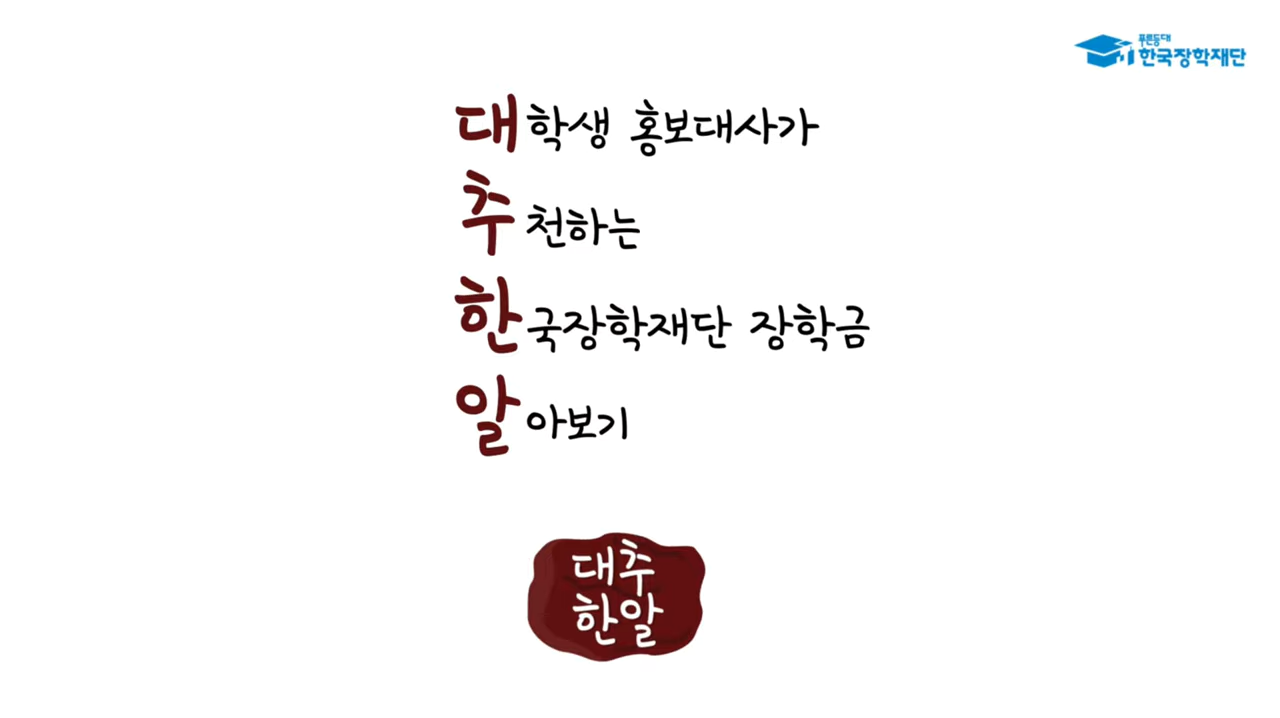 푸른등대
한국장학재단
대학생 홍보대사가
추천하는
한국장학재단 장학금
알아보기
대추
한알